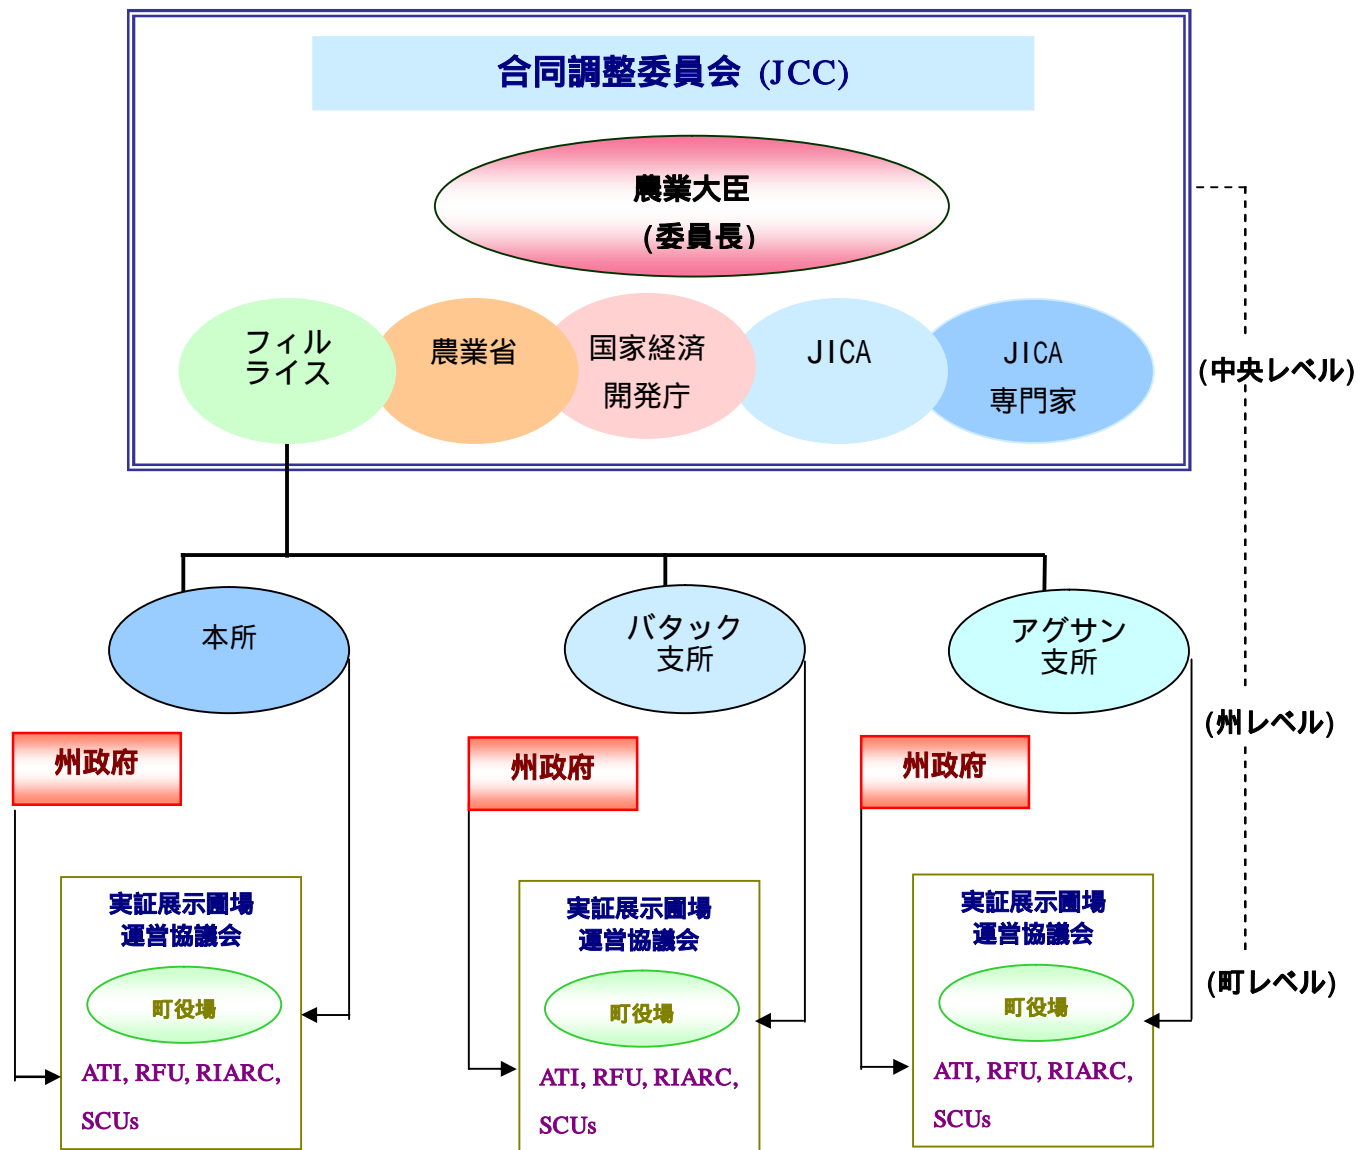 合同調整委員会 (JCC)
農業大臣
(委員長)
フィル
ライス
農業省
国家経済
開発庁
JICA
JICA
専門家
(中央レベル)
本所
バタック
支所
アグサン
支所
(州レベル)
州政府
州政府
州政府
実証展示圃場
運営協議会
町役場
ATI, RFU, RIARC,
SCUs
実証展示圃場
運営協議会
町役場
ATI, RFU, RIARC,
SCUs
実証展示圃場
運営協議会
町役場
ATI, RFU, RIARC,
SCUs
(町レベル)